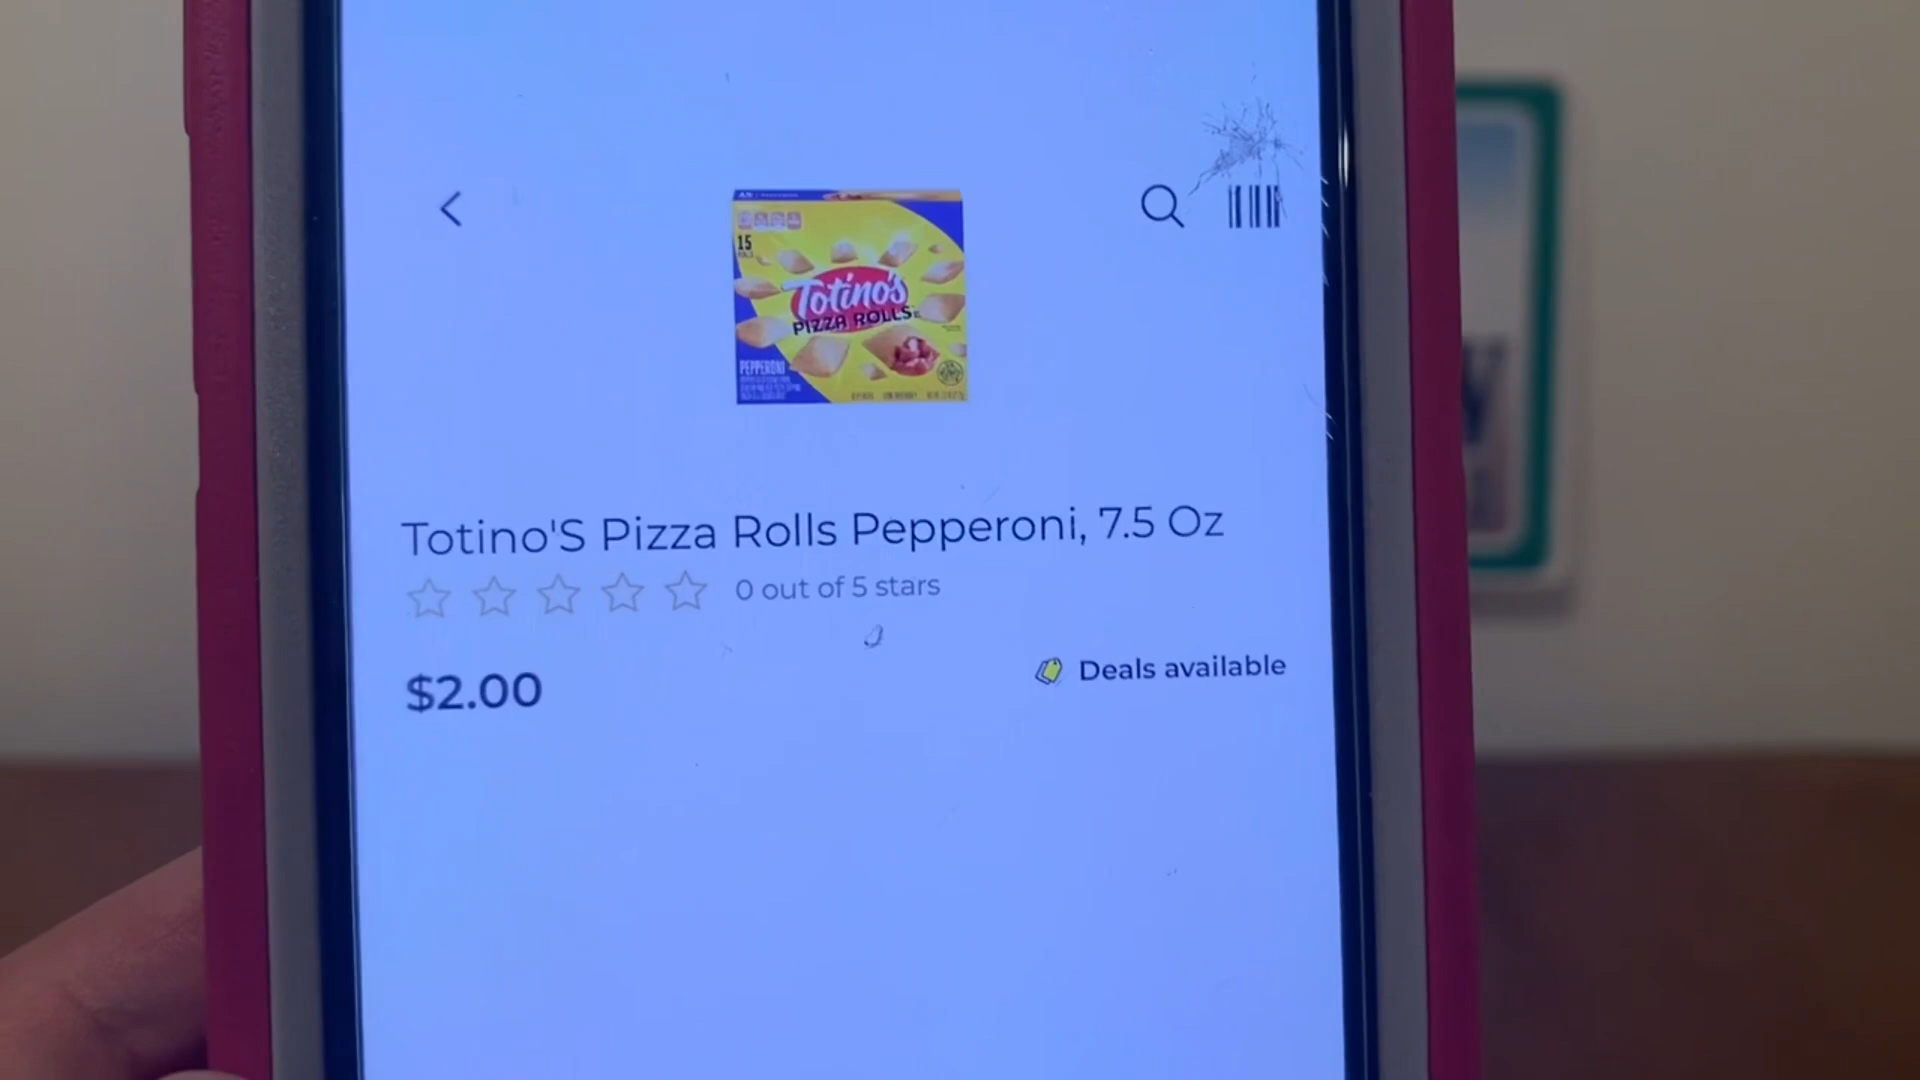 15
Totino's
PIZZA ROLLS
PEPPERONI
Totino'S Pizza Rolls Pepperoni, 7.5 Oz
0 out of 5 stars
$2.00
Deals available